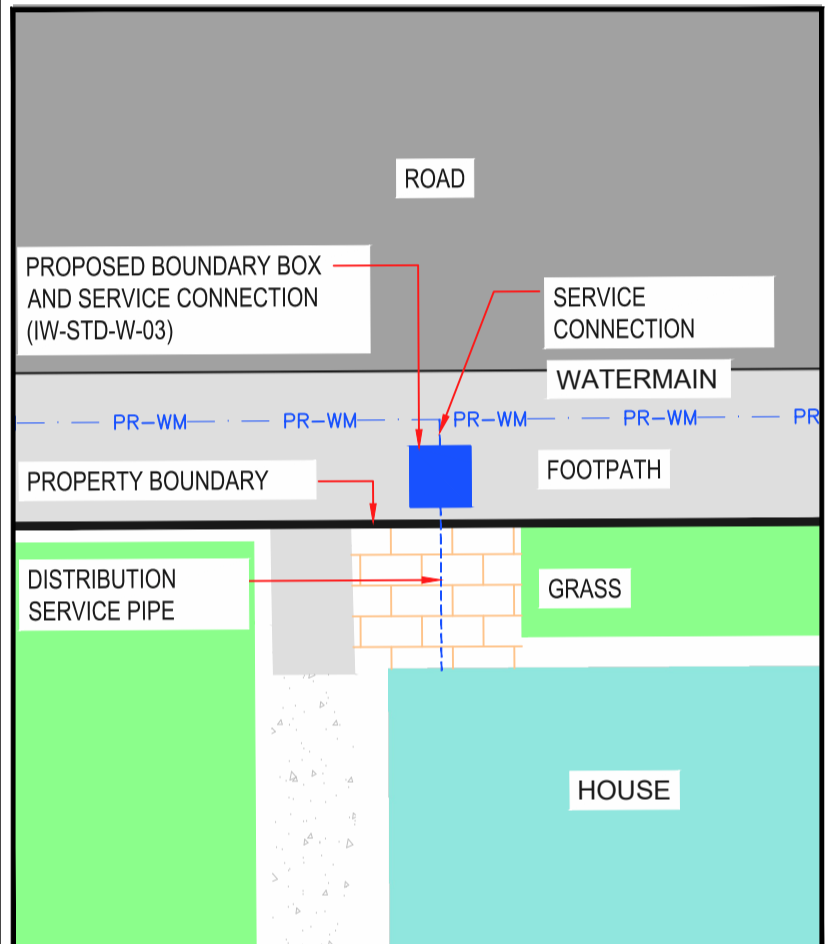 ROAD
PROPOSED BOUNDARY BOX
AND SERVICE CONNECTION
(IW-STD-W-03)
SERVICE
CONNECTION
WATERMAIN
PR-WM PR-WM PR-WM PR-WM PR
FOOTPATH
PROPERTY BOUNDARY
DISTRIBUTION
SERVICE PIPE
GRASS
HOUSE